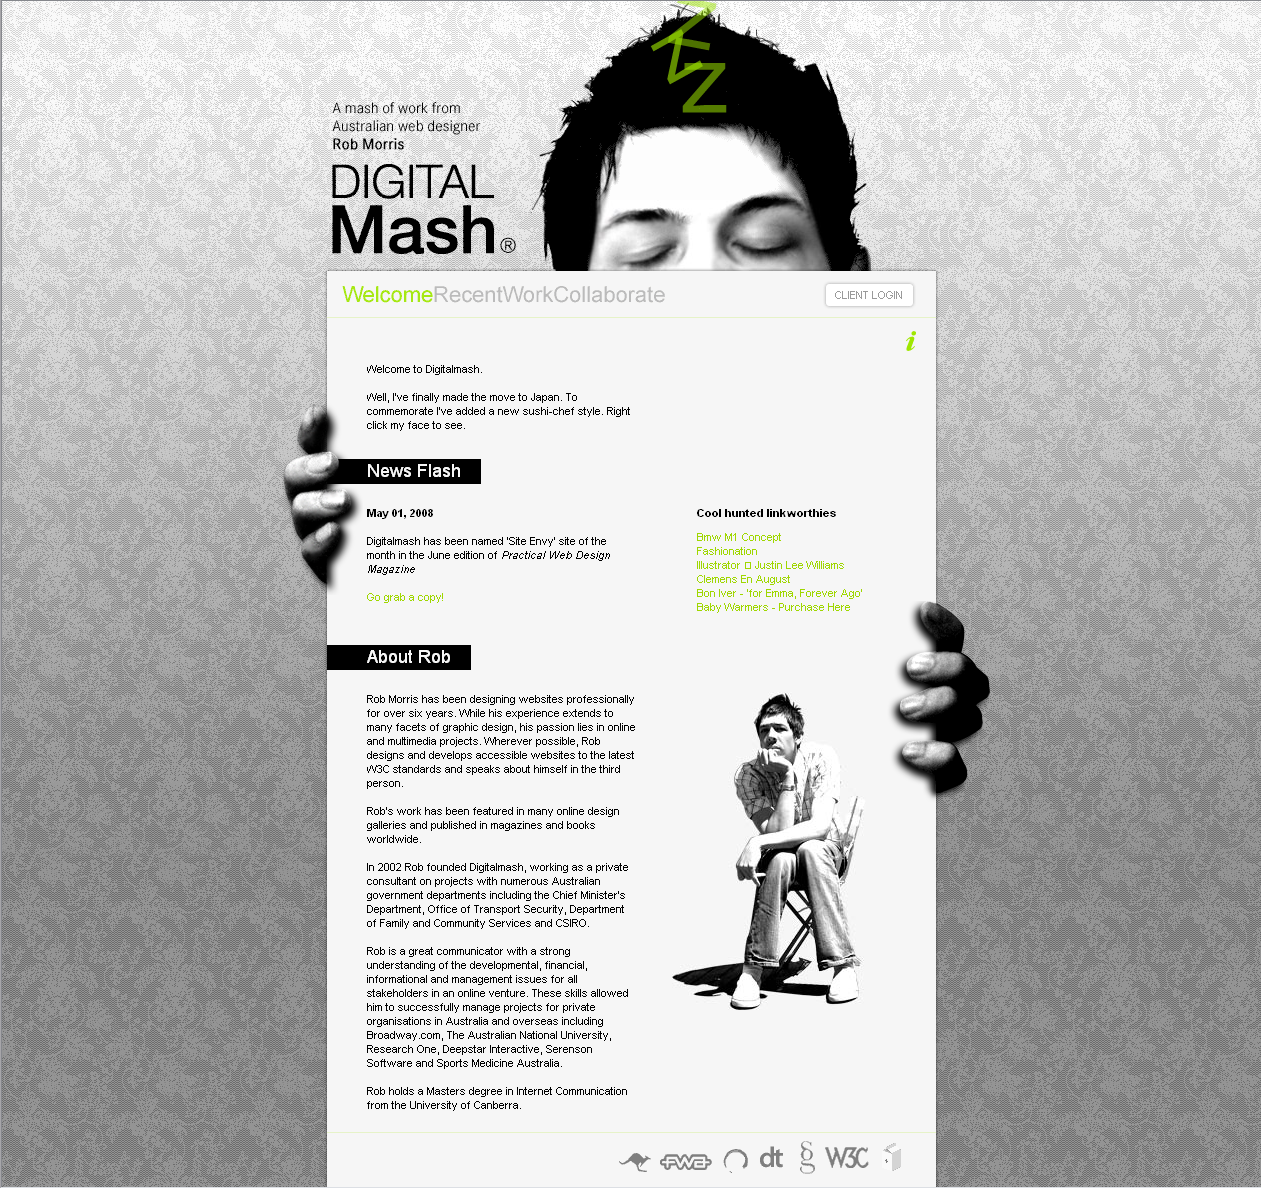 Z
Z
Z
A mash of work from
Australian web designer
Rob Morris
DIGITAL
Mash®
Welcome Recent Work Collaborate
CLIENT LOGIN
i
Welcome to Digitalmash.
Well, I've finally made the move to Japan. To
commemorate I've added a new sushi-chef style. Right
click my face to see.
News Flash
May 01, 2008
Digitalmash has been named 'Site Envy' site of the
month in the June edition of Practical Web Design
Magazine
Go grab a copy!
Cool hunted linkworthies
Bmw M1 Concept
Fashionation
Illustrator □ Justin Lee Williams
Clemens En August
Bon Iver - 'for Emma, Forever Ago'
Baby Warmers - Purchase Here
About Rob
Rob Morris has been designing websites professionally
for over six years. While his experience extends to
many facets of graphic design, his passion lies in online
and multimedia projects. Wherever possible, Rob
designs and develops accessible websites to the latest
W3C standards and speaks about himself in the third
person.
Rob's work has been featured in many online design
galleries and published in magazines and books
worldwide.
In 2002 Rob founded Digitalmash, working as a private
consultant on projects with numerous Australian
government departments including the Chief Minister's
Department, Office of Transport Security, Department
of Family and Community Services and CSIRO.
Rob is a great communicator with a strong
understanding of the developmental, financial,
informational and management issues for all
stakeholders in an online venture. These skills allowed
him to successfully manage projects for private
organisations in Australia and overseas including
Broadway.com, The Australian National University,
Research One, Deepstar Interactive, Serenson
Software and Sports Medicine Australia.
Rob holds a Masters degree in Internet Communication
from the University of Canberra.
FWA dt g W3C